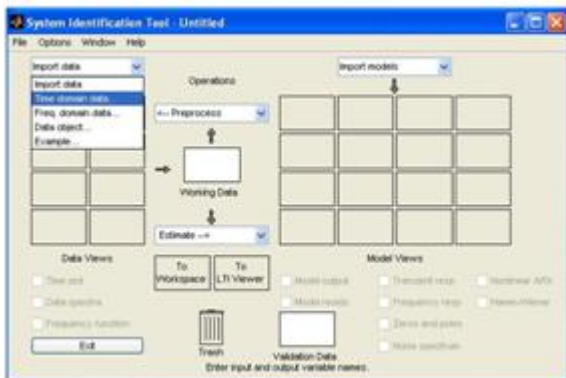 System Identification Tool - Untitled
File Options Window Help
Import data
Import data
Time domain data...
Freq. domain data...
Data object...
Example...
Operations
<-- Preprocess
Working Data
Estimate -->
Import models
Data Views
Time plot
Data spectra
Frequency function
Exit
To Workspace
To LTI Viewer
Trash
Validation Data
Model Views
Model output
Transient resp
Nonlinear ARX
Model resids
Frequency resp
Hamm-Wiener
Zeros and poles
Noise spectrum
Enter input and output variable names.